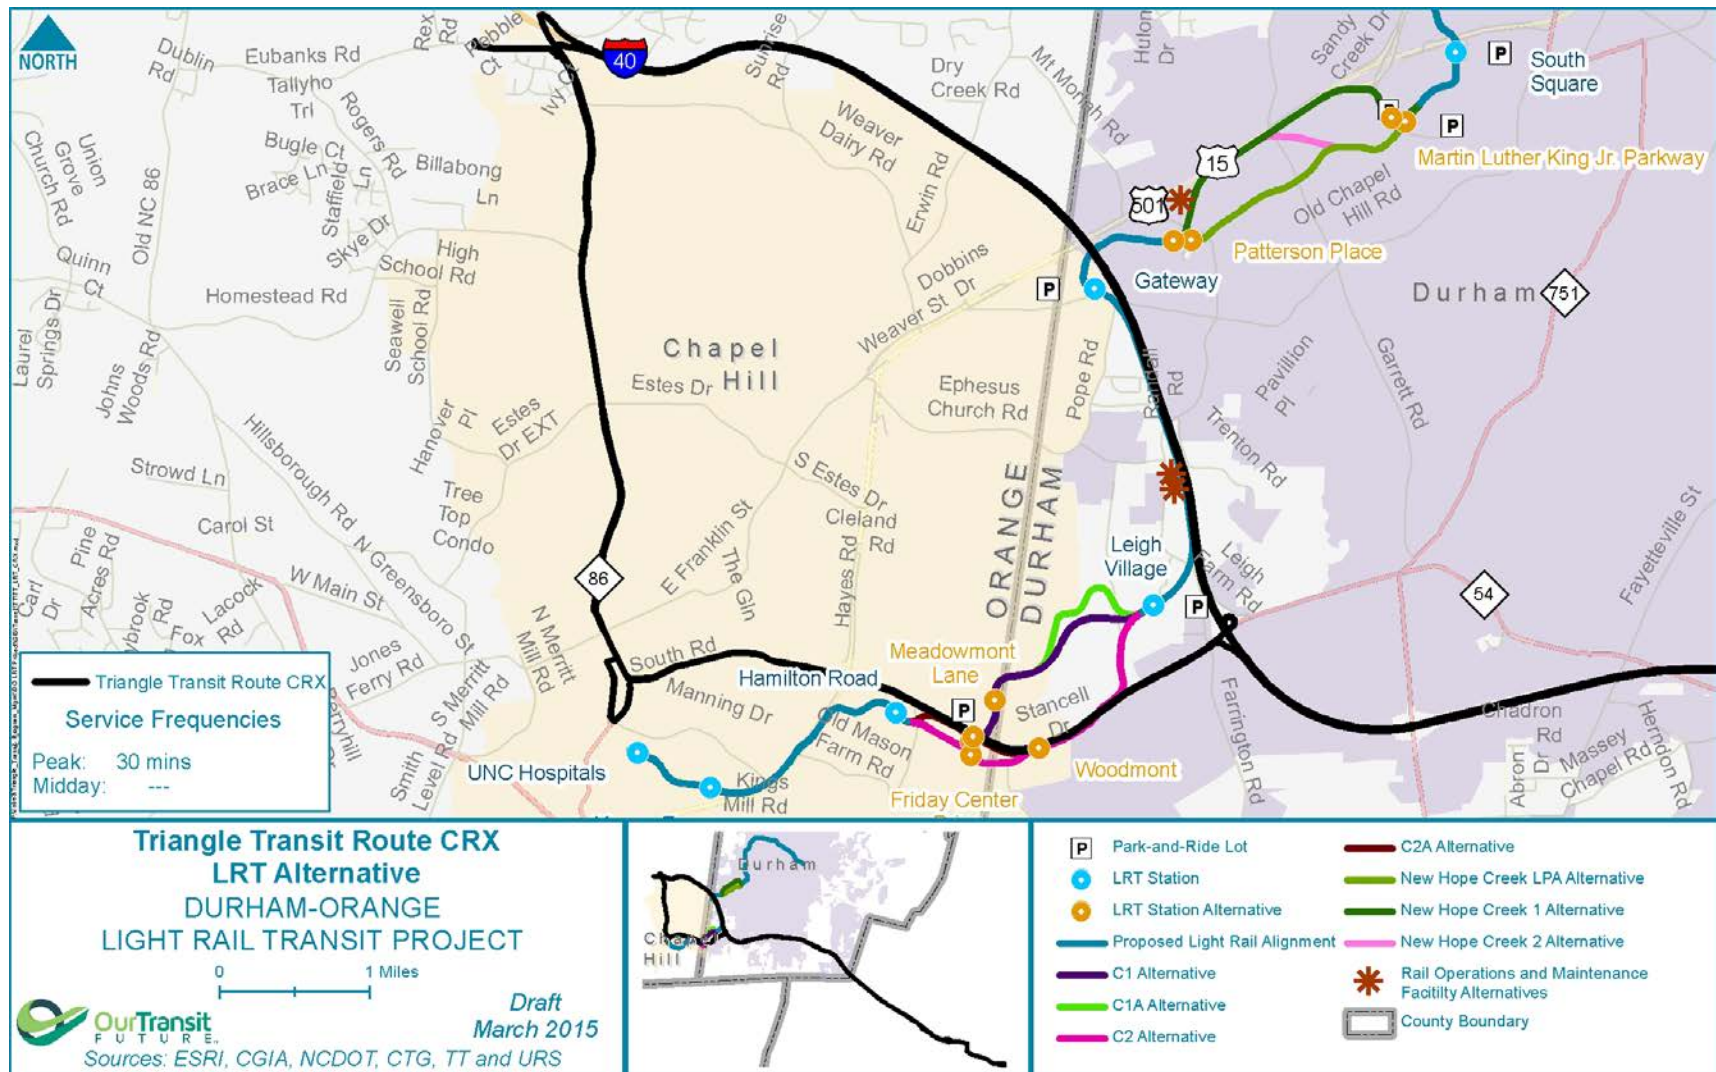 NORTH
Dublin
Rd
Eubanks Rd
Rex
Rd
Pebble
Ct
Tallyho
Trl
Rogers Rd
Ivy Ct
40
Sunrise
Rd
Dry
Creek Rd
Mt Moriah Rd
Hulon
Dr
Sandy
Creek Dr
P
South
Square
Union
Grove
Church Rd
Bugle Ct
Brace Ln
Staffield
Ln
Billabong
Ln
Weaver
Dairy Rd
Erwin Rd
P
P
Martin Luther King Jr. Parkway
15
501
Old Chapel
Hill Rd
Old NC 86
Skye Dr
High
School Rd
Quinn
Ct
Homestead Rd
Dobbins
Dr
Weaver St
P
Gateway
Patterson Place
Durham
751
Laurel
Springs Dr
Johns
Woods Rd
Seawell
School Rd
Chapel
Hill
Estes Dr
Ephesus
Church Rd
Pope Rd
Randall
Rd
Pavillion
Pl
Garrett Rd
Hanover
Pl
Estes
Dr EXT
Trenton Rd
Hillsborough Rd
Strowd Ln
Tree
Top
Condo
S Estes Dr
Cleland
Rd
ORANGE
DURHAM
Carol St
N Greensboro St
E Franklin St
The Gln
Hayes Rd
Leigh
Village
Leigh
Farm Rd
Fayetteville St
Pine
Acres Rd
Carl
Dr
W Main St
86
54
P
Lacock
Rd
Fox
Rd
Jones
Ferry Rd
N Merritt
Mill Rd
South Rd
Meadowmont
Lane
Hamilton Road
Manning Dr
S Merritt
Mill Rd
Stancell
Dr
P
Old Mason
Farm Rd
Smith
Level Rd
UNC Hospitals
Kings
Mill Rd
Friday Center
Woodmont
Farrington Rd
Chadron
Rd
Abron
Dr
Massey
Chapel Rd
Herndon Rd
Triangle Transit Route CRX
Service Frequencies
Peak: 30 mins
Midday: ---
Triangle Transit Route CRX
LRT Alternative
DURHAM-ORANGE
LIGHT RAIL TRANSIT PROJECT
0 1 Miles
OurTransit
FUTURE
Draft
March 2015
Sources: ESRI, CGIA, NCDOT, CTG, TT and URS
Durham
Chapel
Hill
P Park-and-Ride Lot
LRT Station
LRT Station Alternative
Proposed Light Rail Alignment
C1 Alternative
C1A Alternative
C2 Alternative
C2A Alternative
New Hope Creek LPA Alternative
New Hope Creek 1 Alternative
New Hope Creek 2 Alternative
Rail Operations and Maintenance
Facilty Alternatives
County Boundary